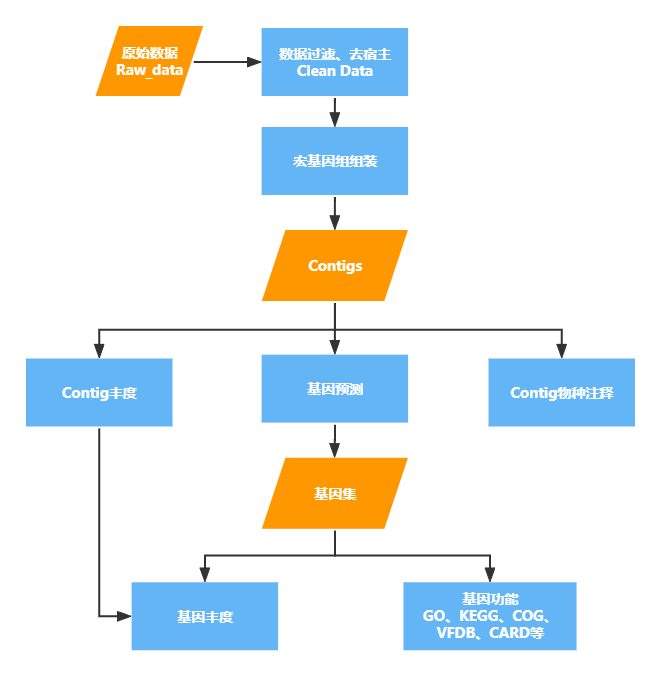 原始数据
Raw_data
数据过滤、去宿主
Clean Data
宏基因组组装
Contigs
Contig丰度
基因预测
Contig物种注释
基因集
基因丰度
基因功能
GO、KEGG、COG、
VFDB、CARD等